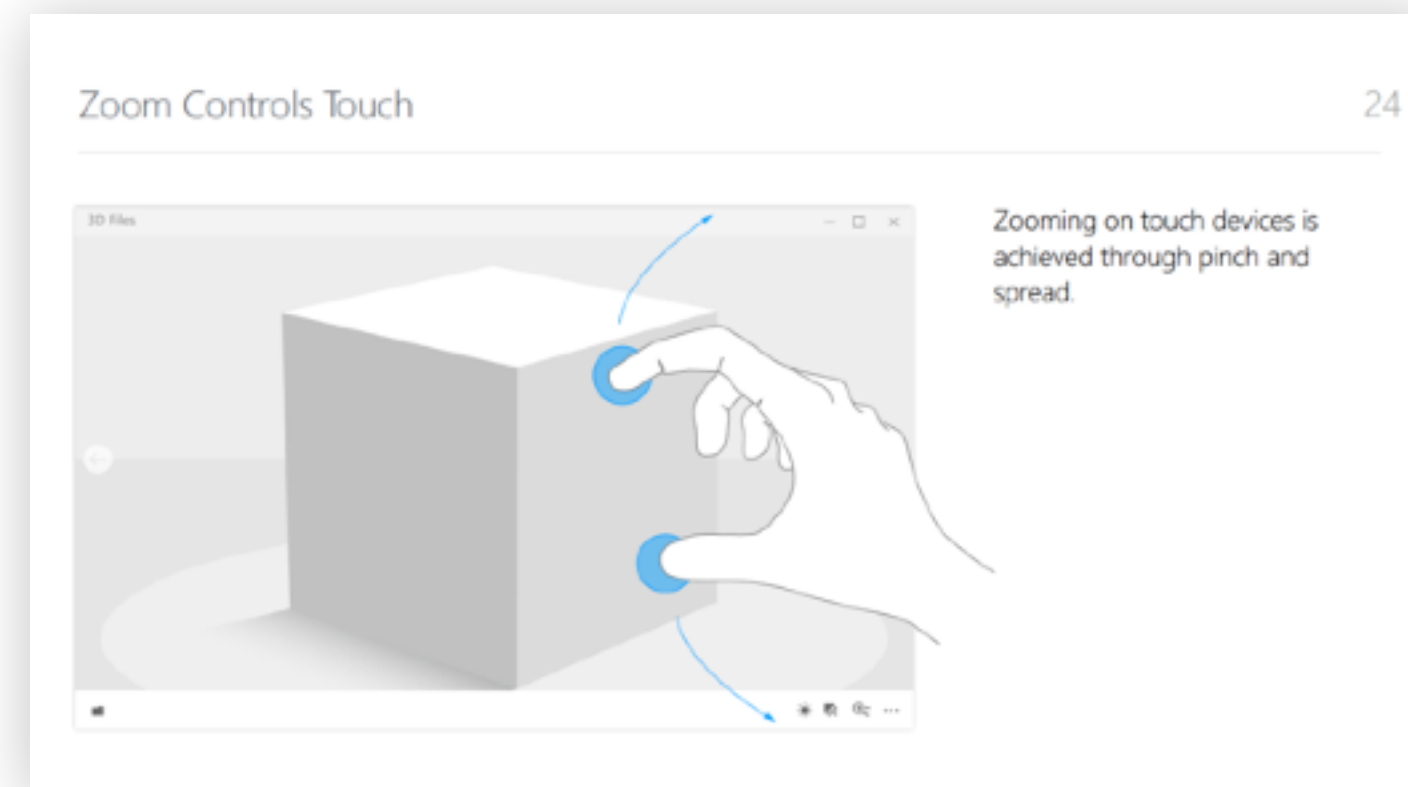 Zoom Controls Touch
24
3D Files
Zooming on touch devices is
achieved through pinch and
spread.